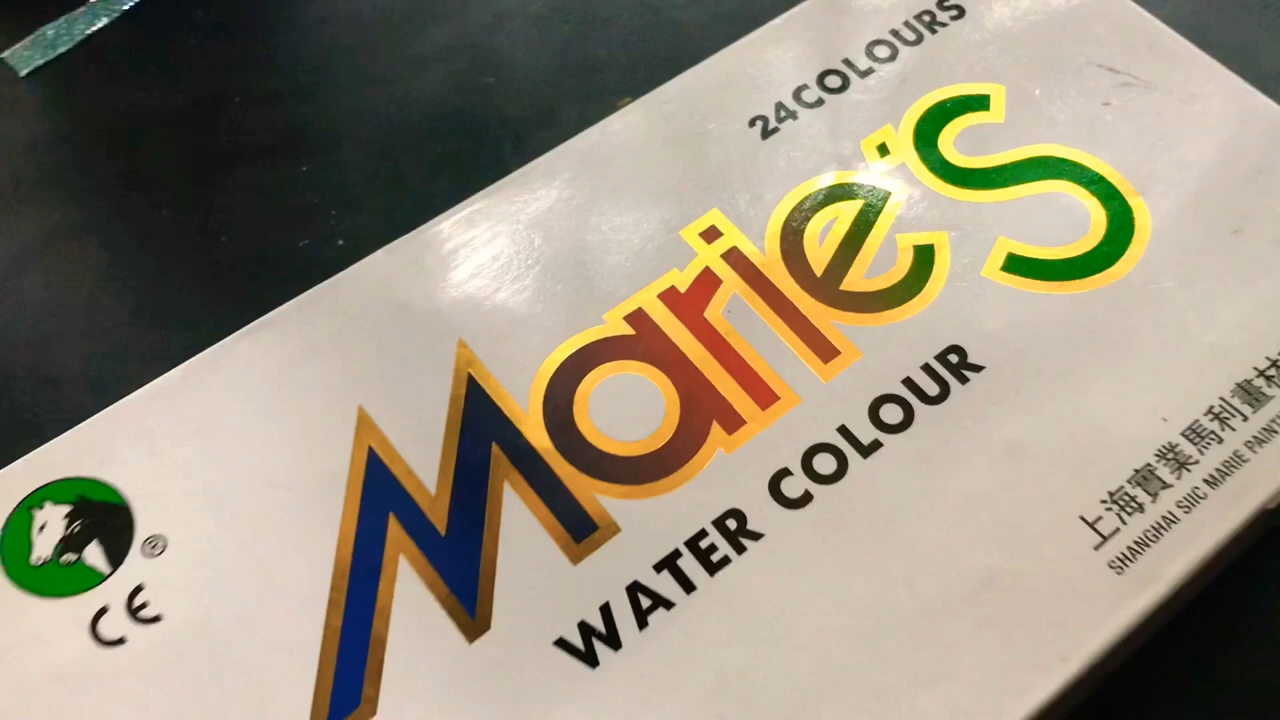 24COLOURS
Marie's
WATER COLOUR
上海實業馬利畫材
SHANGHAI SIIC MARIE PAINT
®
CE